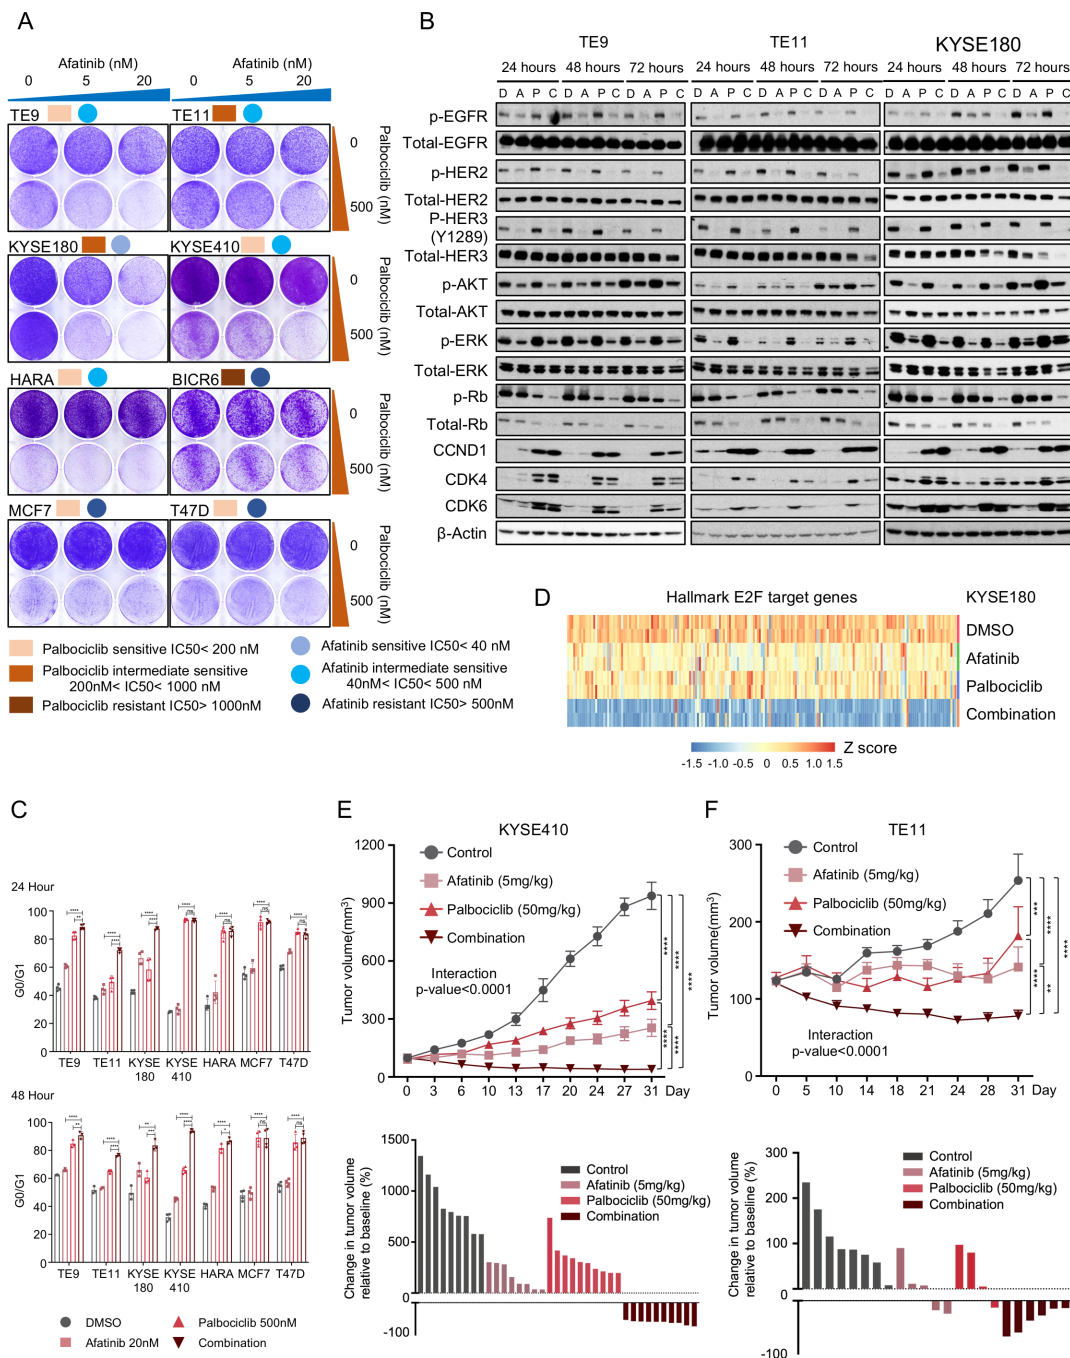 A
Afatinib (nM)
Afatinib (nM)
0 5 20 0 5 20
TE9 TE11
0
500
Palbociclib (nM)
KYSE180 KYSE410
0
500
Palbociclib (nM)
HARA BICR6
0
500
Palbociclib (nM)
MCF7 T47D
0
500
Palbociclib (nM)
Palbociclib sensitive IC50< 200 nM
Palbociclib intermediate sensitive
200nM< IC50< 1000 nM
Palbociclib resistant IC50> 1000nM
Afatinib sensitive IC50< 40 nM
Afatinib intermediate sensitive
40nM< IC50< 500 nM
Afatinib resistant IC50> 500nM
B
TE9 TE11 KYSE180
24 hours 48 hours 72 hours 24 hours 48 hours 72 hours 24 hours 48 hours 72 hours
D A P C D A P C D A P C D A P C D A P C D A P C D A P C D A P C D A P C
p-EGFR
Total-EGFR
p-HER2
Total-HER2
P-HER3
(Y1289)
Total-HER3
p-AKT
Total-AKT
p-ERK
Total-ERK
p-Rb
Total-Rb
CCND1
CDK4
CDK6
β-Actin
D
Hallmark E2F target genes KYSE180
DMSO
Afatinib
Palbociclib
Combination
Z score
-1.5 -1.0 -0.5 0 0.5 1.0 1.5
C
24 Hour
G0/G1
100
80
60
40
20
0
**** ** **** **** **** **** **** ns **** ns **** ns **** ns
TE9 TE11 KYSE 180 KYSE 410 HARA MCF7 T47D
48 Hour
G0/G1
100
80
60
40
20
0
**** ** **** **** ** *** **** **** **** * **** ns **** ns
TE9 TE11 KYSE 180 KYSE 410 HARA MCF7 T47D
DMSO
Afatinib 20nM
Palbociclib 500nM
Combination
E
KYSE410
Tumor volume(mm3)
1200
900
600
300
0
Control
Afatinib (5mg/kg)
Palbociclib (50mg/kg)
Combination
Interaction
p-value<0.0001
**** **** **** **** ****
0 3 6 10 13 17 20 24 27 31 Day
Change in tumor volume
relative to baseline (%)
1500
1000
500
0
-100
Control
Afatinib (5mg/kg)
Palbociclib (50mg/kg)
Combination
F
TE11
Tumor volume(mm3)
300
200
100
0
Control
Afatinib (5mg/kg)
Palbociclib (50mg/kg)
Combination
Interaction
p-value<0.0001
*** **** **** **** **
0 5 10 14 18 21 24 28 31 Day
Change in tumor volume
relative to baseline (%)
300
200
100
0
-100
Control
Afatinib (5mg/kg)
Palbociclib (50mg/kg)
Combination